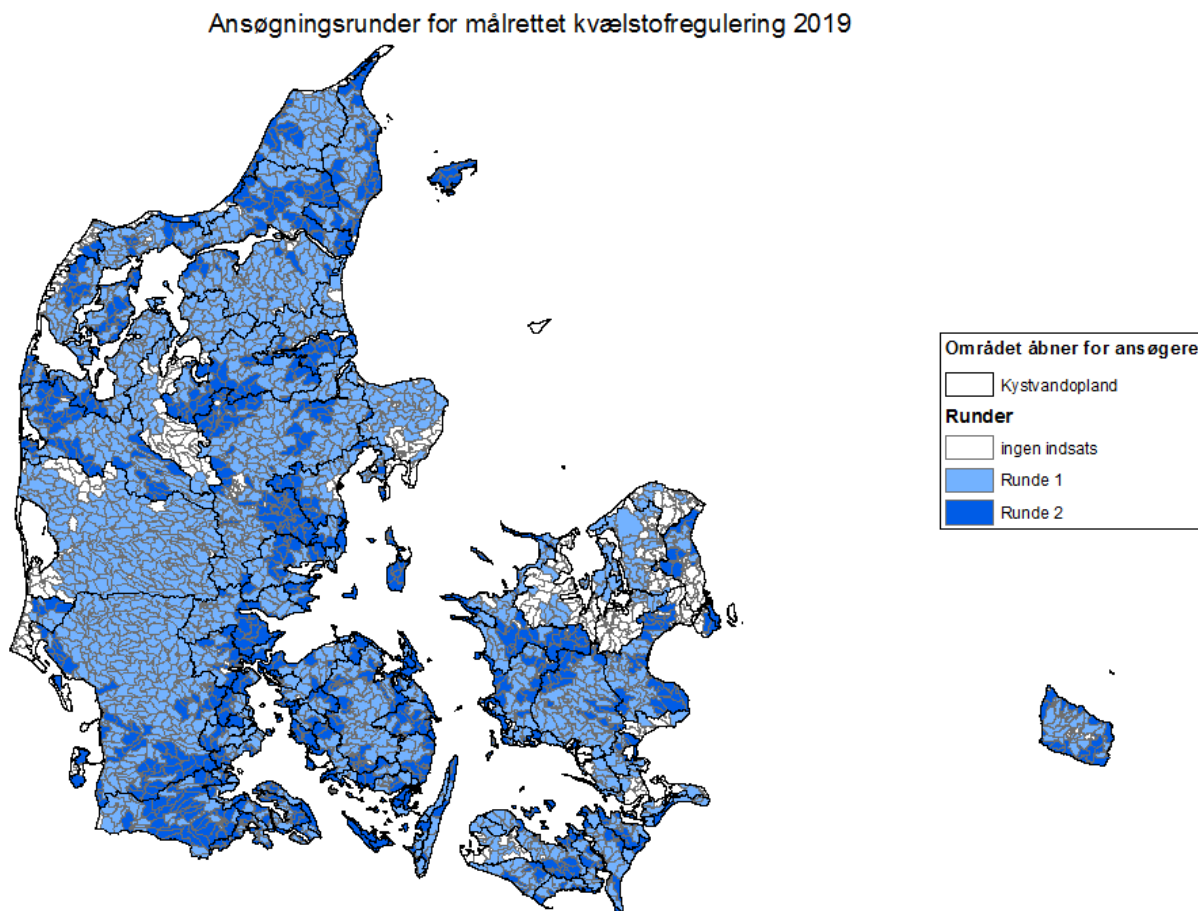 Ansøgningsrunder for målrettet kvælstofregulering 2019
Området åbner for ansøgere
Kystvandopland
Runder
ingen indsats
Runde 1
Runde 2